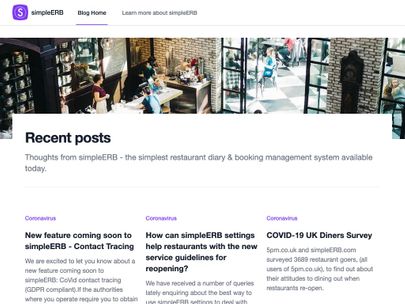 S simpleERB Blog Home Learn more about simpleERB
Recent posts
Thoughts from simpleERB - the simplest restaurant diary & booking management system available
today.
Coronavirus
New feature coming soon to
simpleERB - Contact Tracing
We are excited to let you know about a
new feature coming soon to
simpleERB: CoVid contact tracing
(GDPR compliant).If the authorities
where you operate require you to obtain
Coronavirus
How can simpleERB settings
help restaurants with the new
service guidelines for
reopening?
We have received a number of queries
lately enquiring about the best way to
use simpleERB settings to deal with
Coronavirus
COVID-19 UK Diners Survey
5pm.co.uk and simpleERB.com
surveyed 3689 restaurant goers, (all
users of 5pm.co.uk), to find out about
their attitudes to dining out when
restaurants re-open.